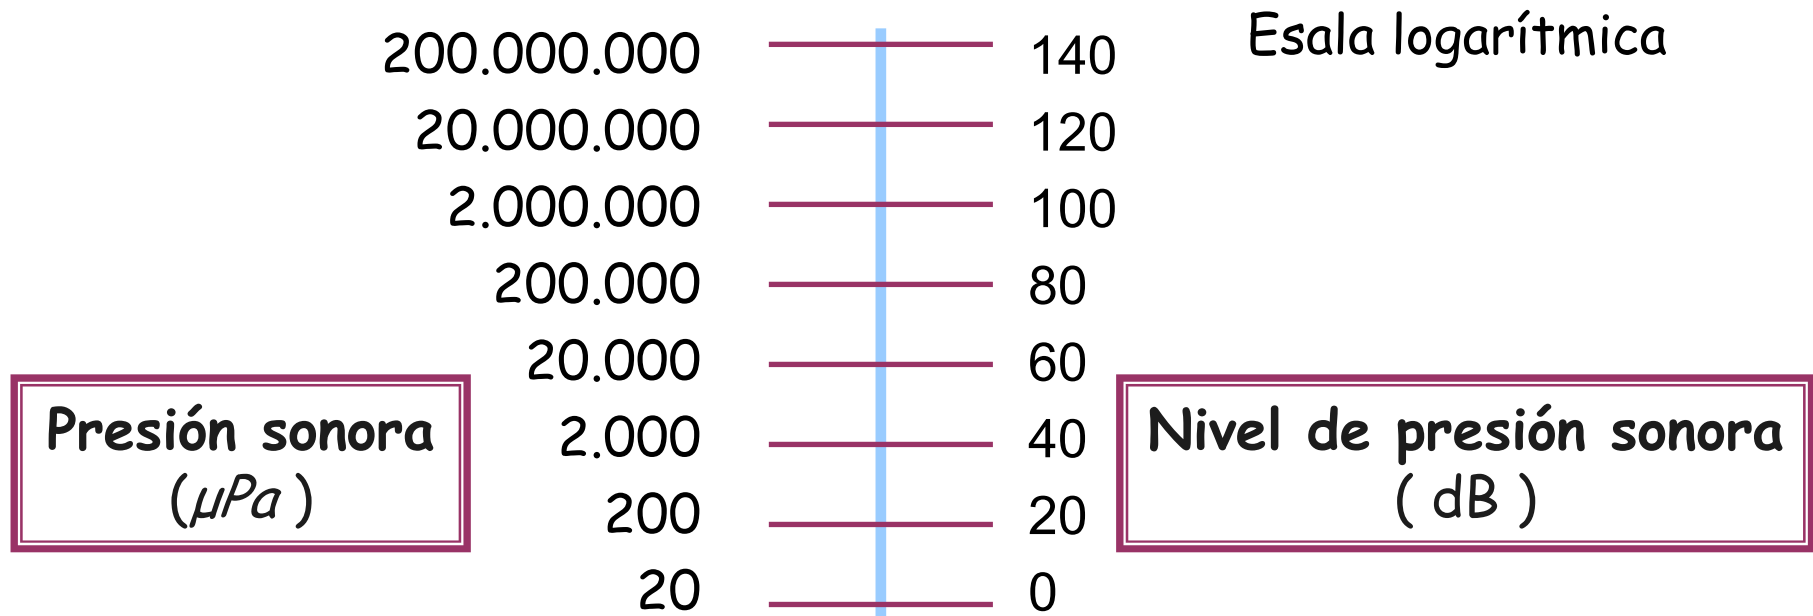 Esala logarítmica
200.000.000 140
20.000.000 120
2.000.000 100
200.000 80
20.000 60
2.000 40
200 20
20 0
Presión sonora
(µPa )
Nivel de presión sonora
( dB )